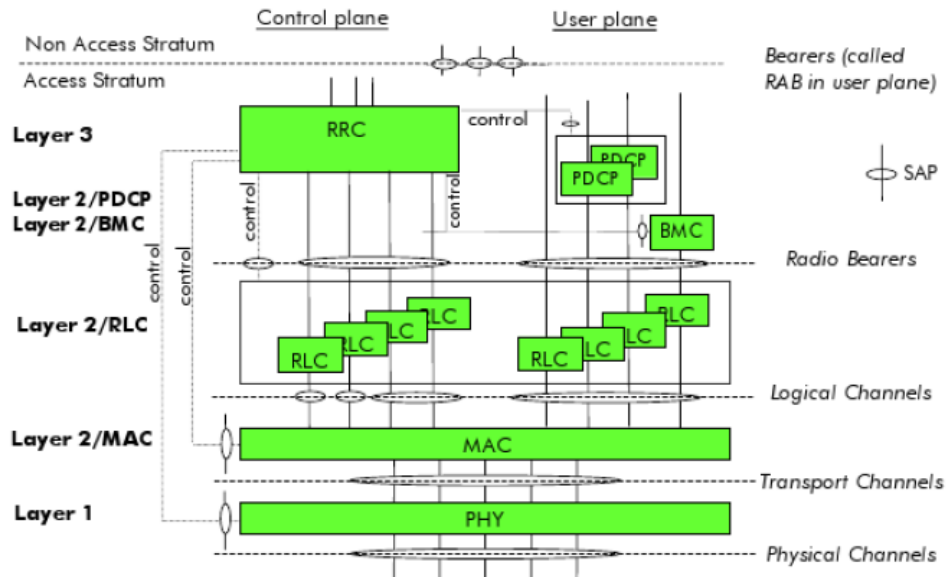 Control plane
User plane
Non Access Stratum
Access Stratum
Bearers (called
RAB in user plane)
Layer 3
RRC
control
PDCP
PDCP
SAP
Layer 2/PDCP
Layer 2/BMC
control
control
control
control
BMC
Radio Bearers
Layer 2/RLC
RLC
RLC
RLC
RLC
RLC
RLC
RLC
RLC
Logical Channels
Layer 2/MAC
MAC
Transport Channels
Layer 1
PHY
Physical Channels